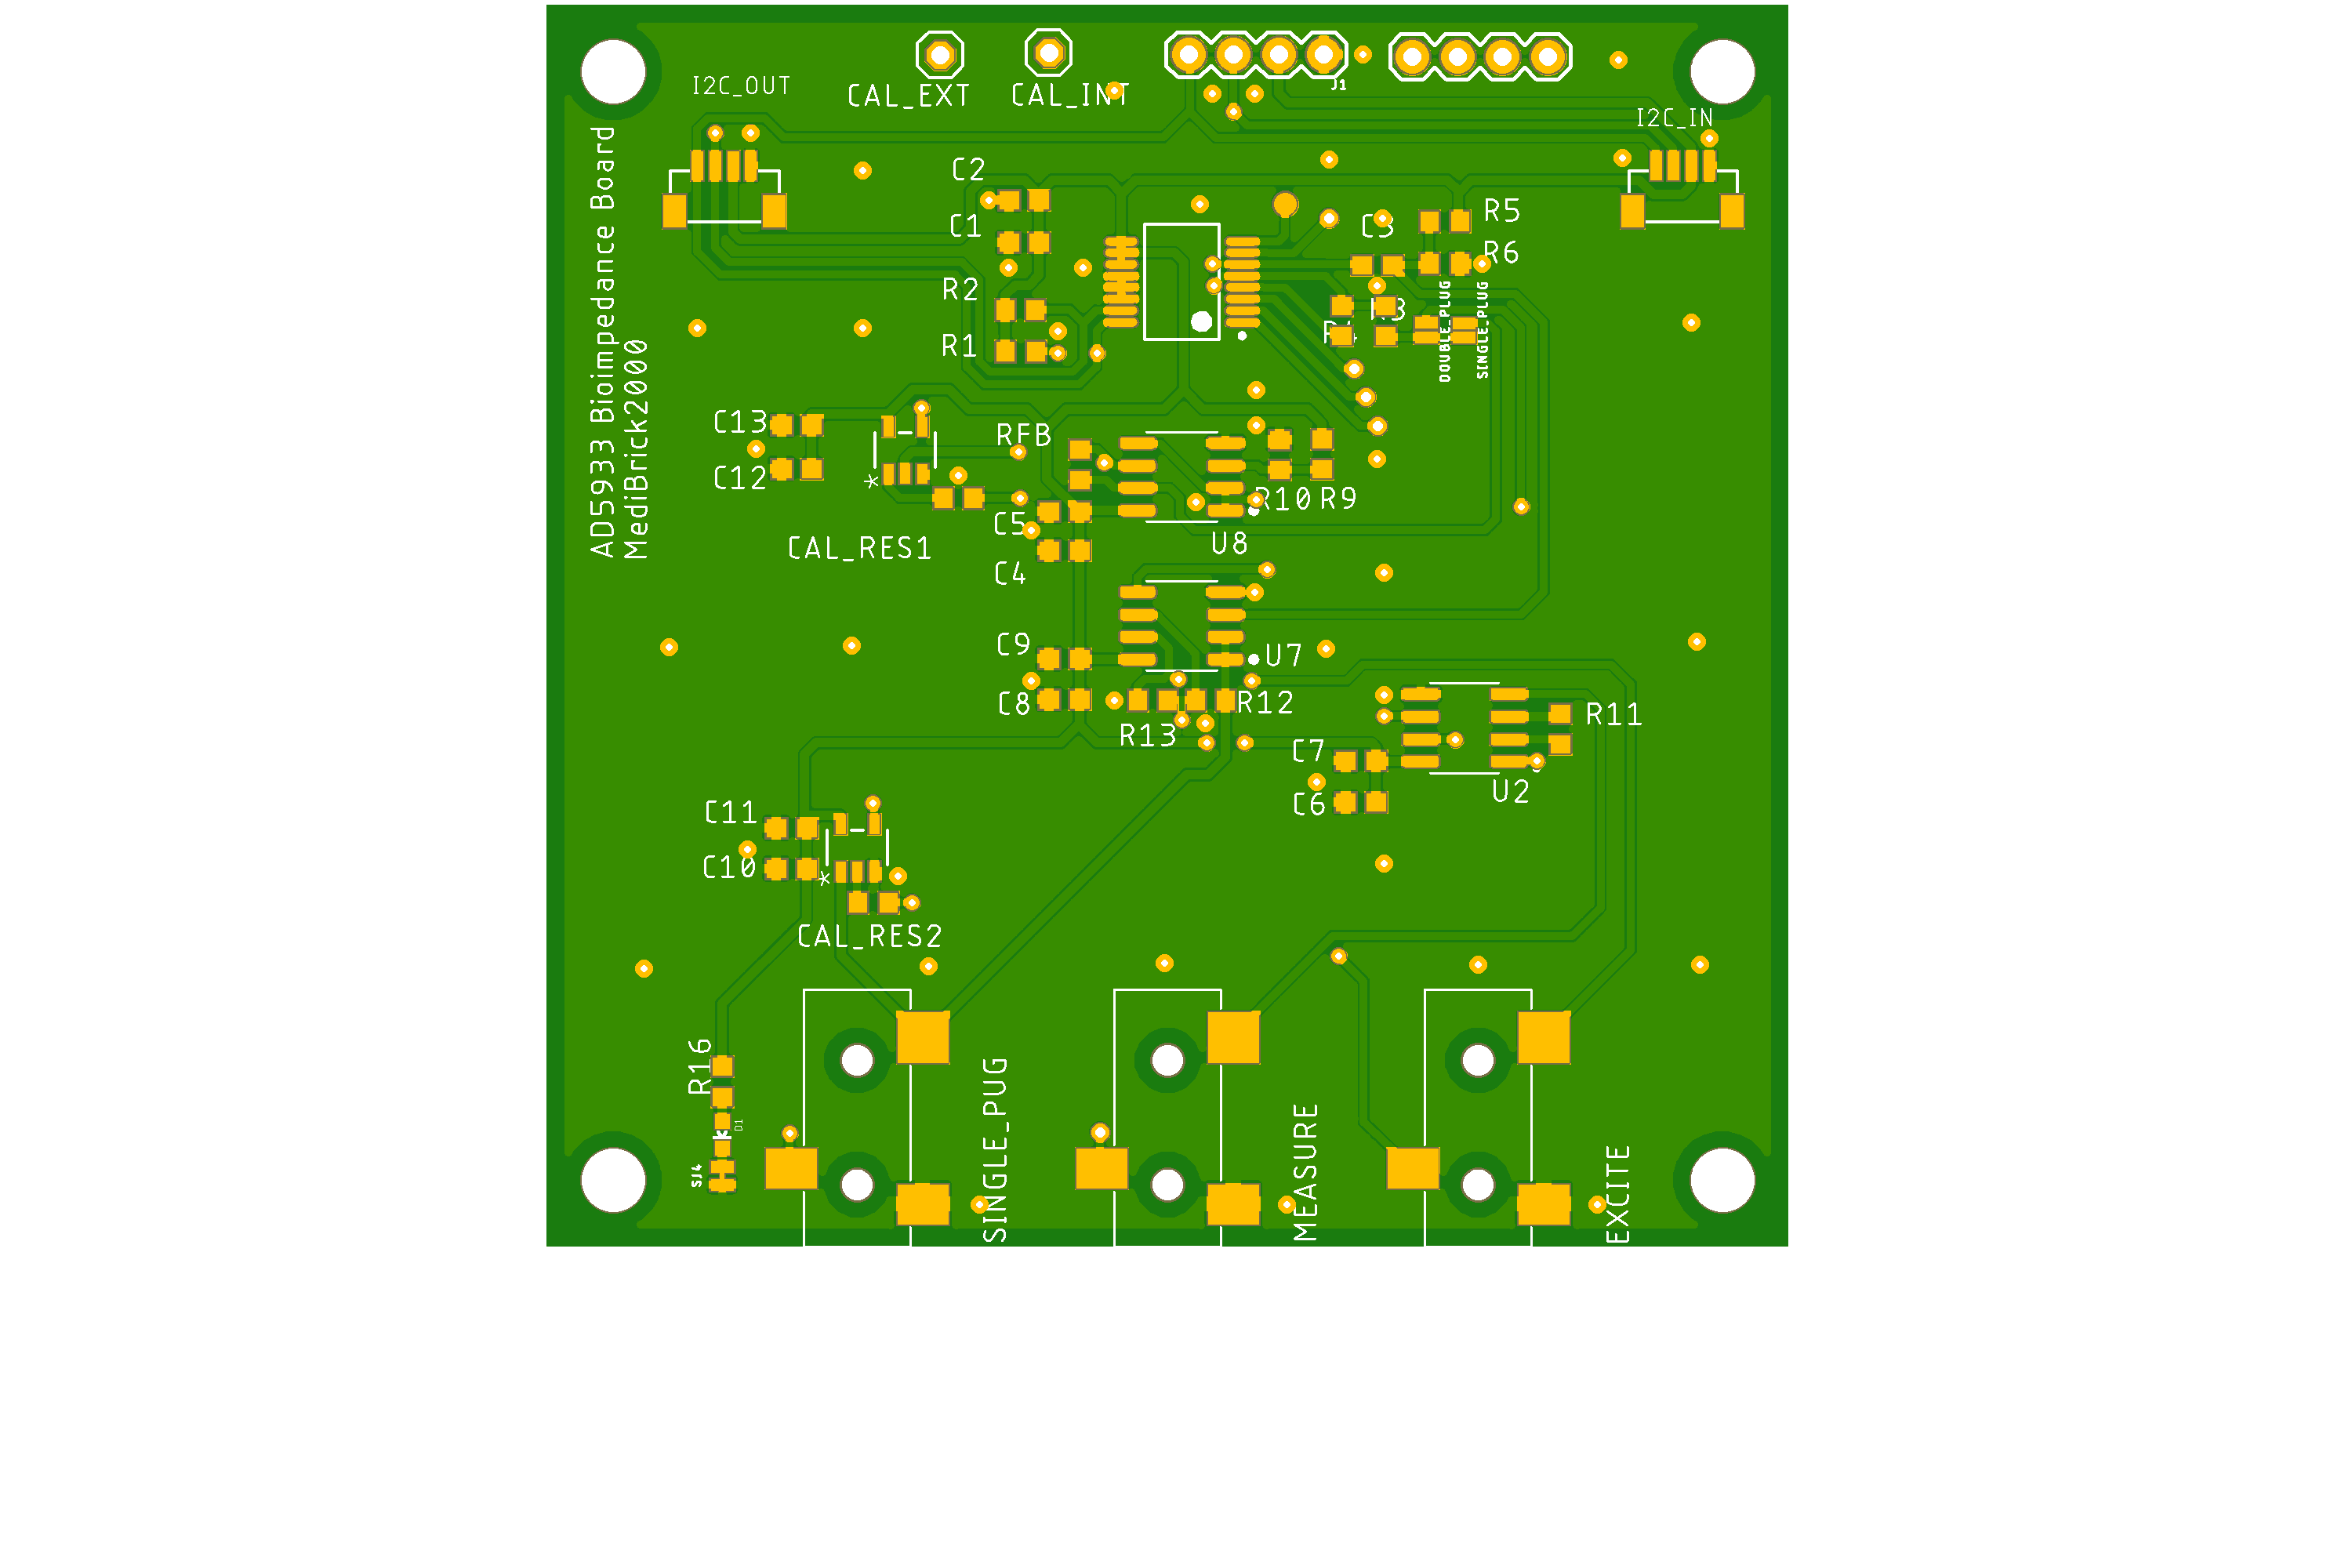 I2C_OUT
CAL_EXT
CAL_INT
J1
I2C_IN
AD5933 Bioimpedance Board
MediBrick2000
C2
C1
C3
R5
R6
R2
R1
R3
R4
DOUBLE_PLUG
SINGLE_PLUG
C13
C12
RFB
*
R10
R9
C5
C4
U8
CAL_RES1
C9
C8
U7
R12
R13
R11
C7
C6
U2
C11
C10
*
CAL_RES2
R16
D1
SJ4
SINGLE_PUG
MEASURE
EXCITE